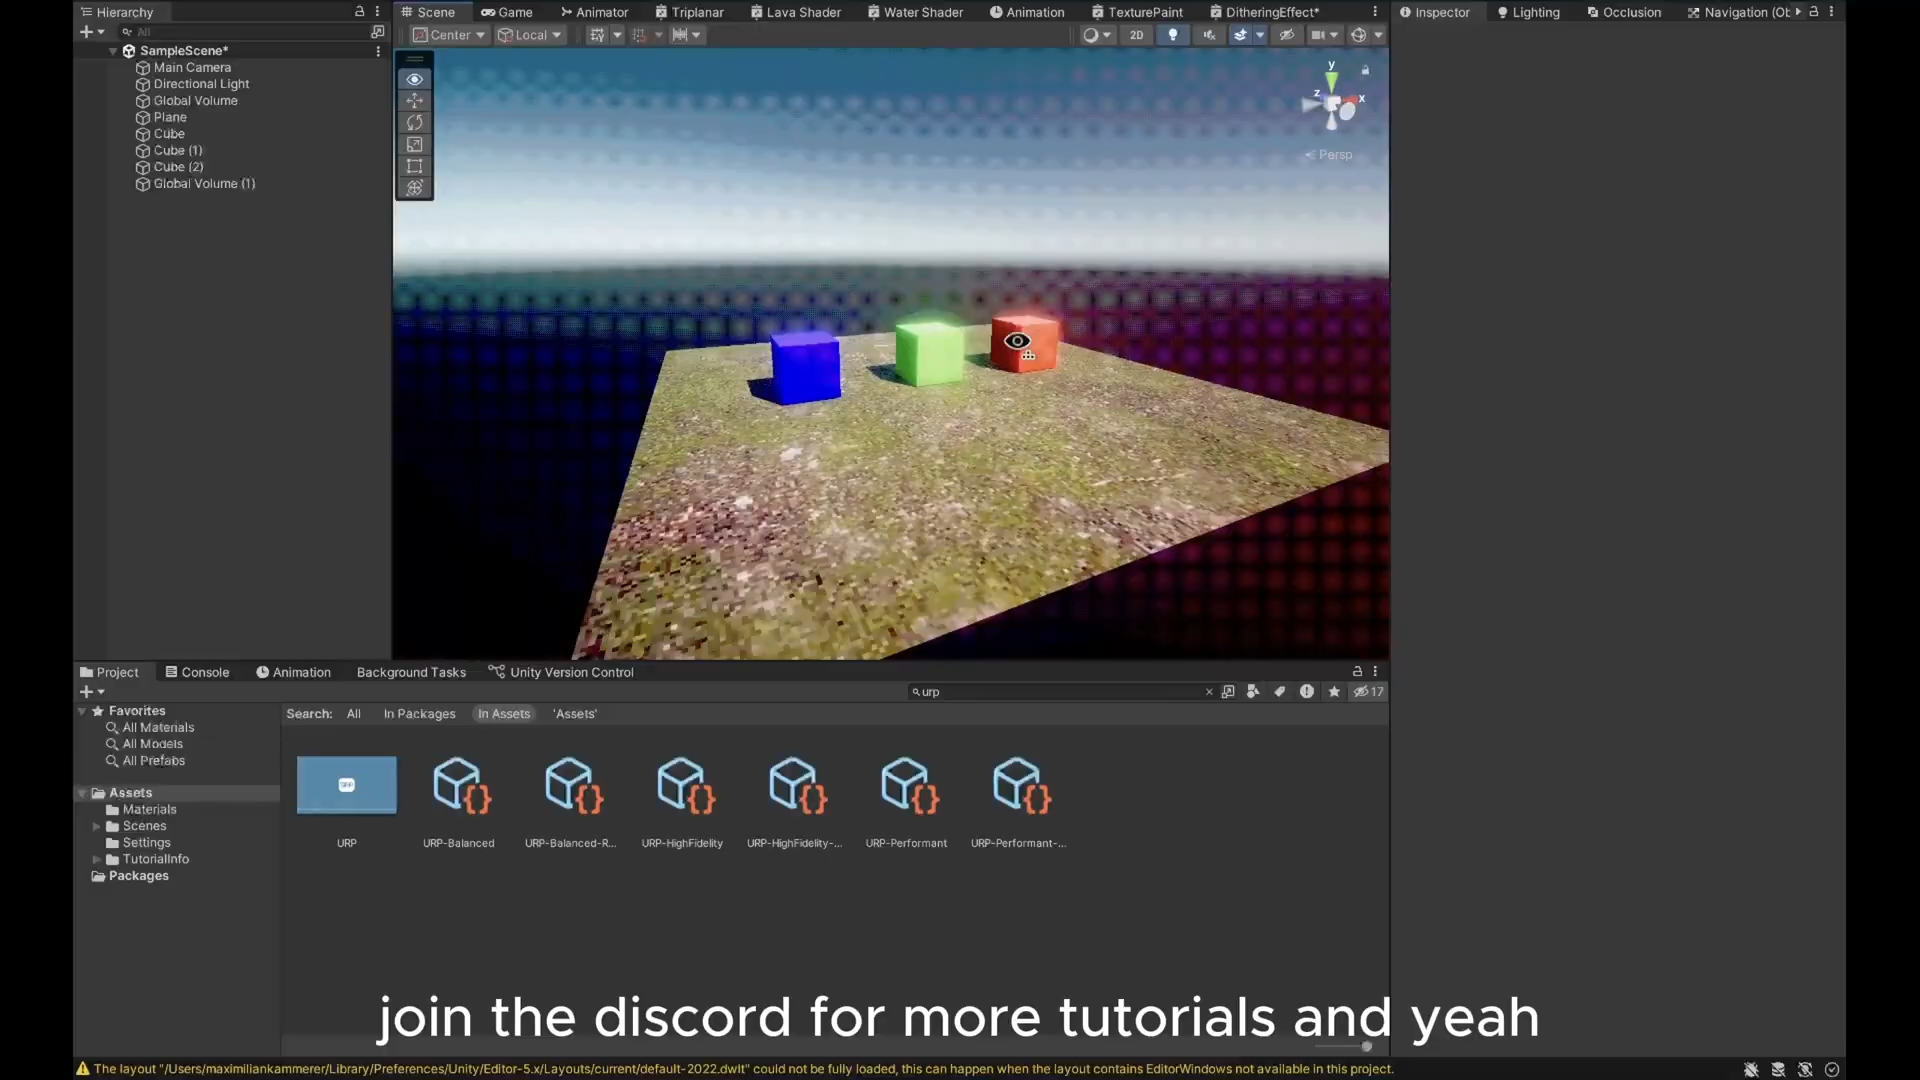 Hierarchy
Scene
Game
Animator
Triplanar
Lava Shader
Water Shader
Animation
TexturePaint
DitheringEffect*
Inspector
Lighting
Occlusion
Navigation (Ob
All
Center
Local
2D
SampleScene*
Main Camera
Directional Light
Global Volume
Plane
Cube
Cube (1)
Cube (2)
Global Volume (1)
y
z
x
< Persp
Project
Console
Animation
Background Tasks
Unity Version Control
urp
17
Favorites
All Materials
All Models
All Prefabs
Assets
Materials
Scenes
Settings
TutorialInfo
Packages
Search: All In Packages In Assets 'Assets'
URP
URP-Balanced
URP-Balanced-R...
URP-HighFidelity
URP-HighFidelity-...
URP-Performant
URP-Performant-...
join the discord for more tutorials and yeah
The layout "/Users/maximiliankammerer/Library/Preferences/Unity/Editor-5.x/Layouts/current/default-2022.dwlt" could not be fully loaded, this can happen when the layout contains EditorWindows not available in this project.